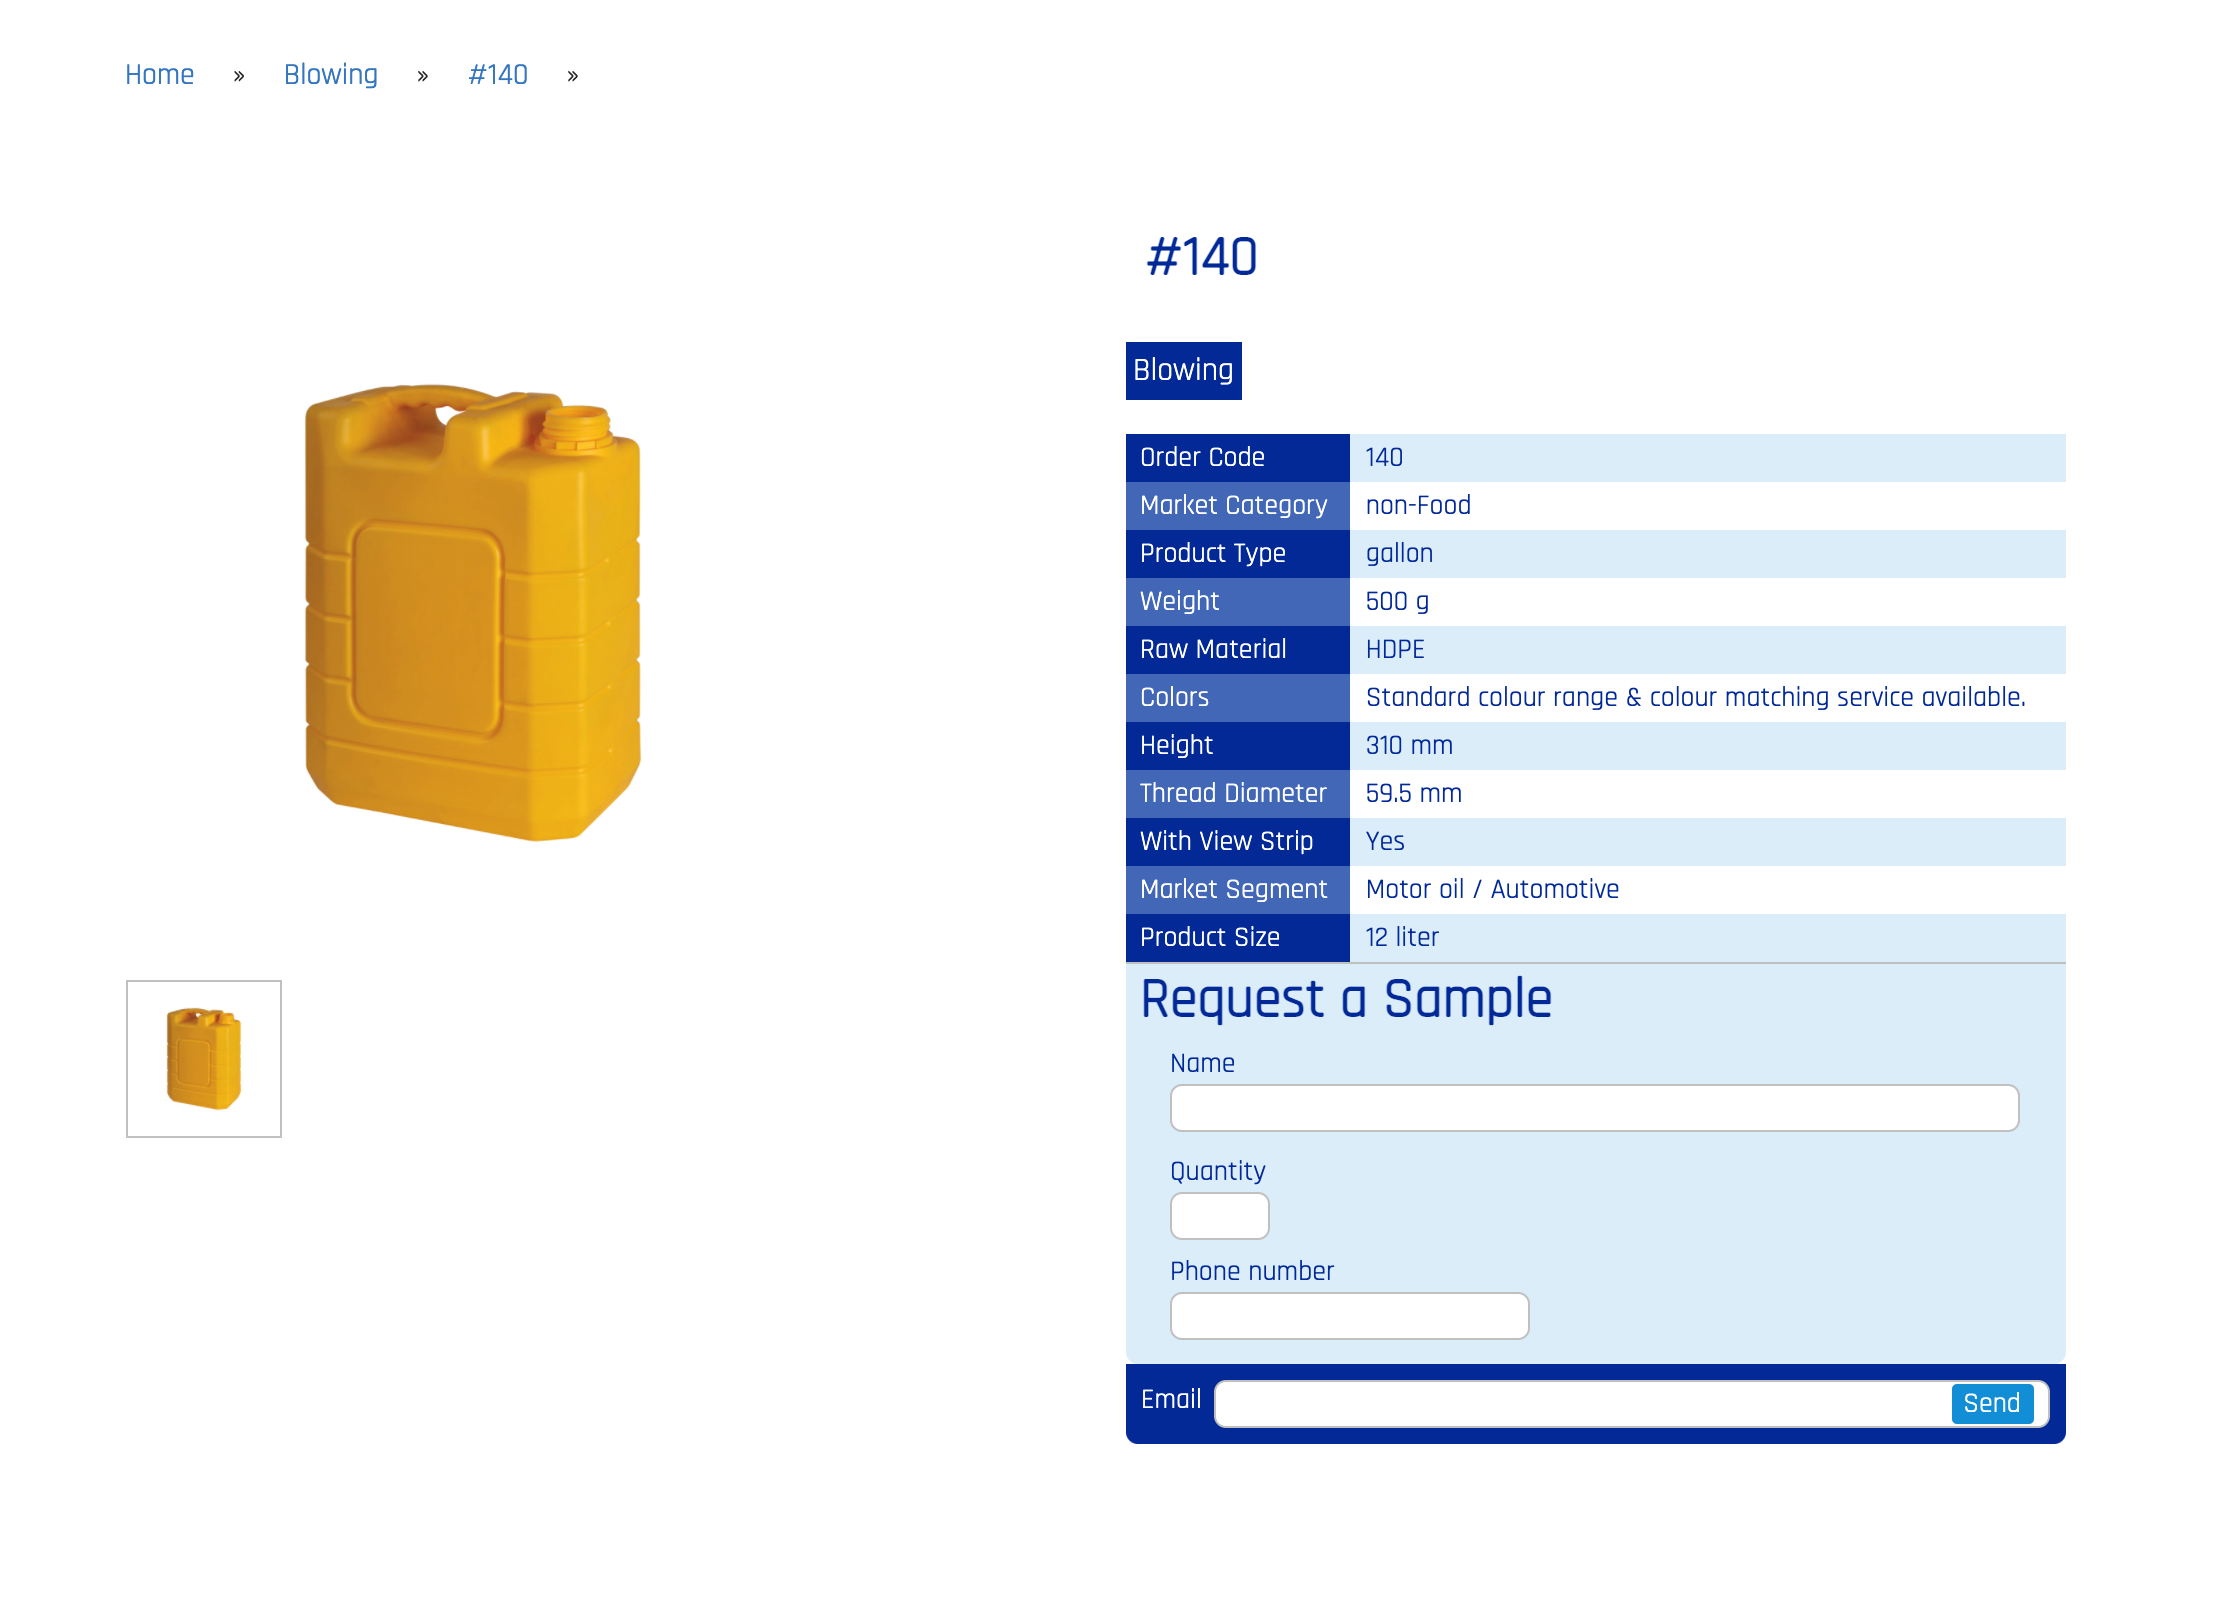 Home » Blowing » #140 »
#140
Blowing
Order Code 140
Market Category non-Food
Product Type gallon
Weight 500 g
Raw Material HDPE
Colors Standard colour range & colour matching service available.
Height 310 mm
Thread Diameter 59.5 mm
With View Strip Yes
Market Segment Motor oil / Automotive
Product Size 12 liter
Request a Sample
Name
Quantity
Phone number
Email Send